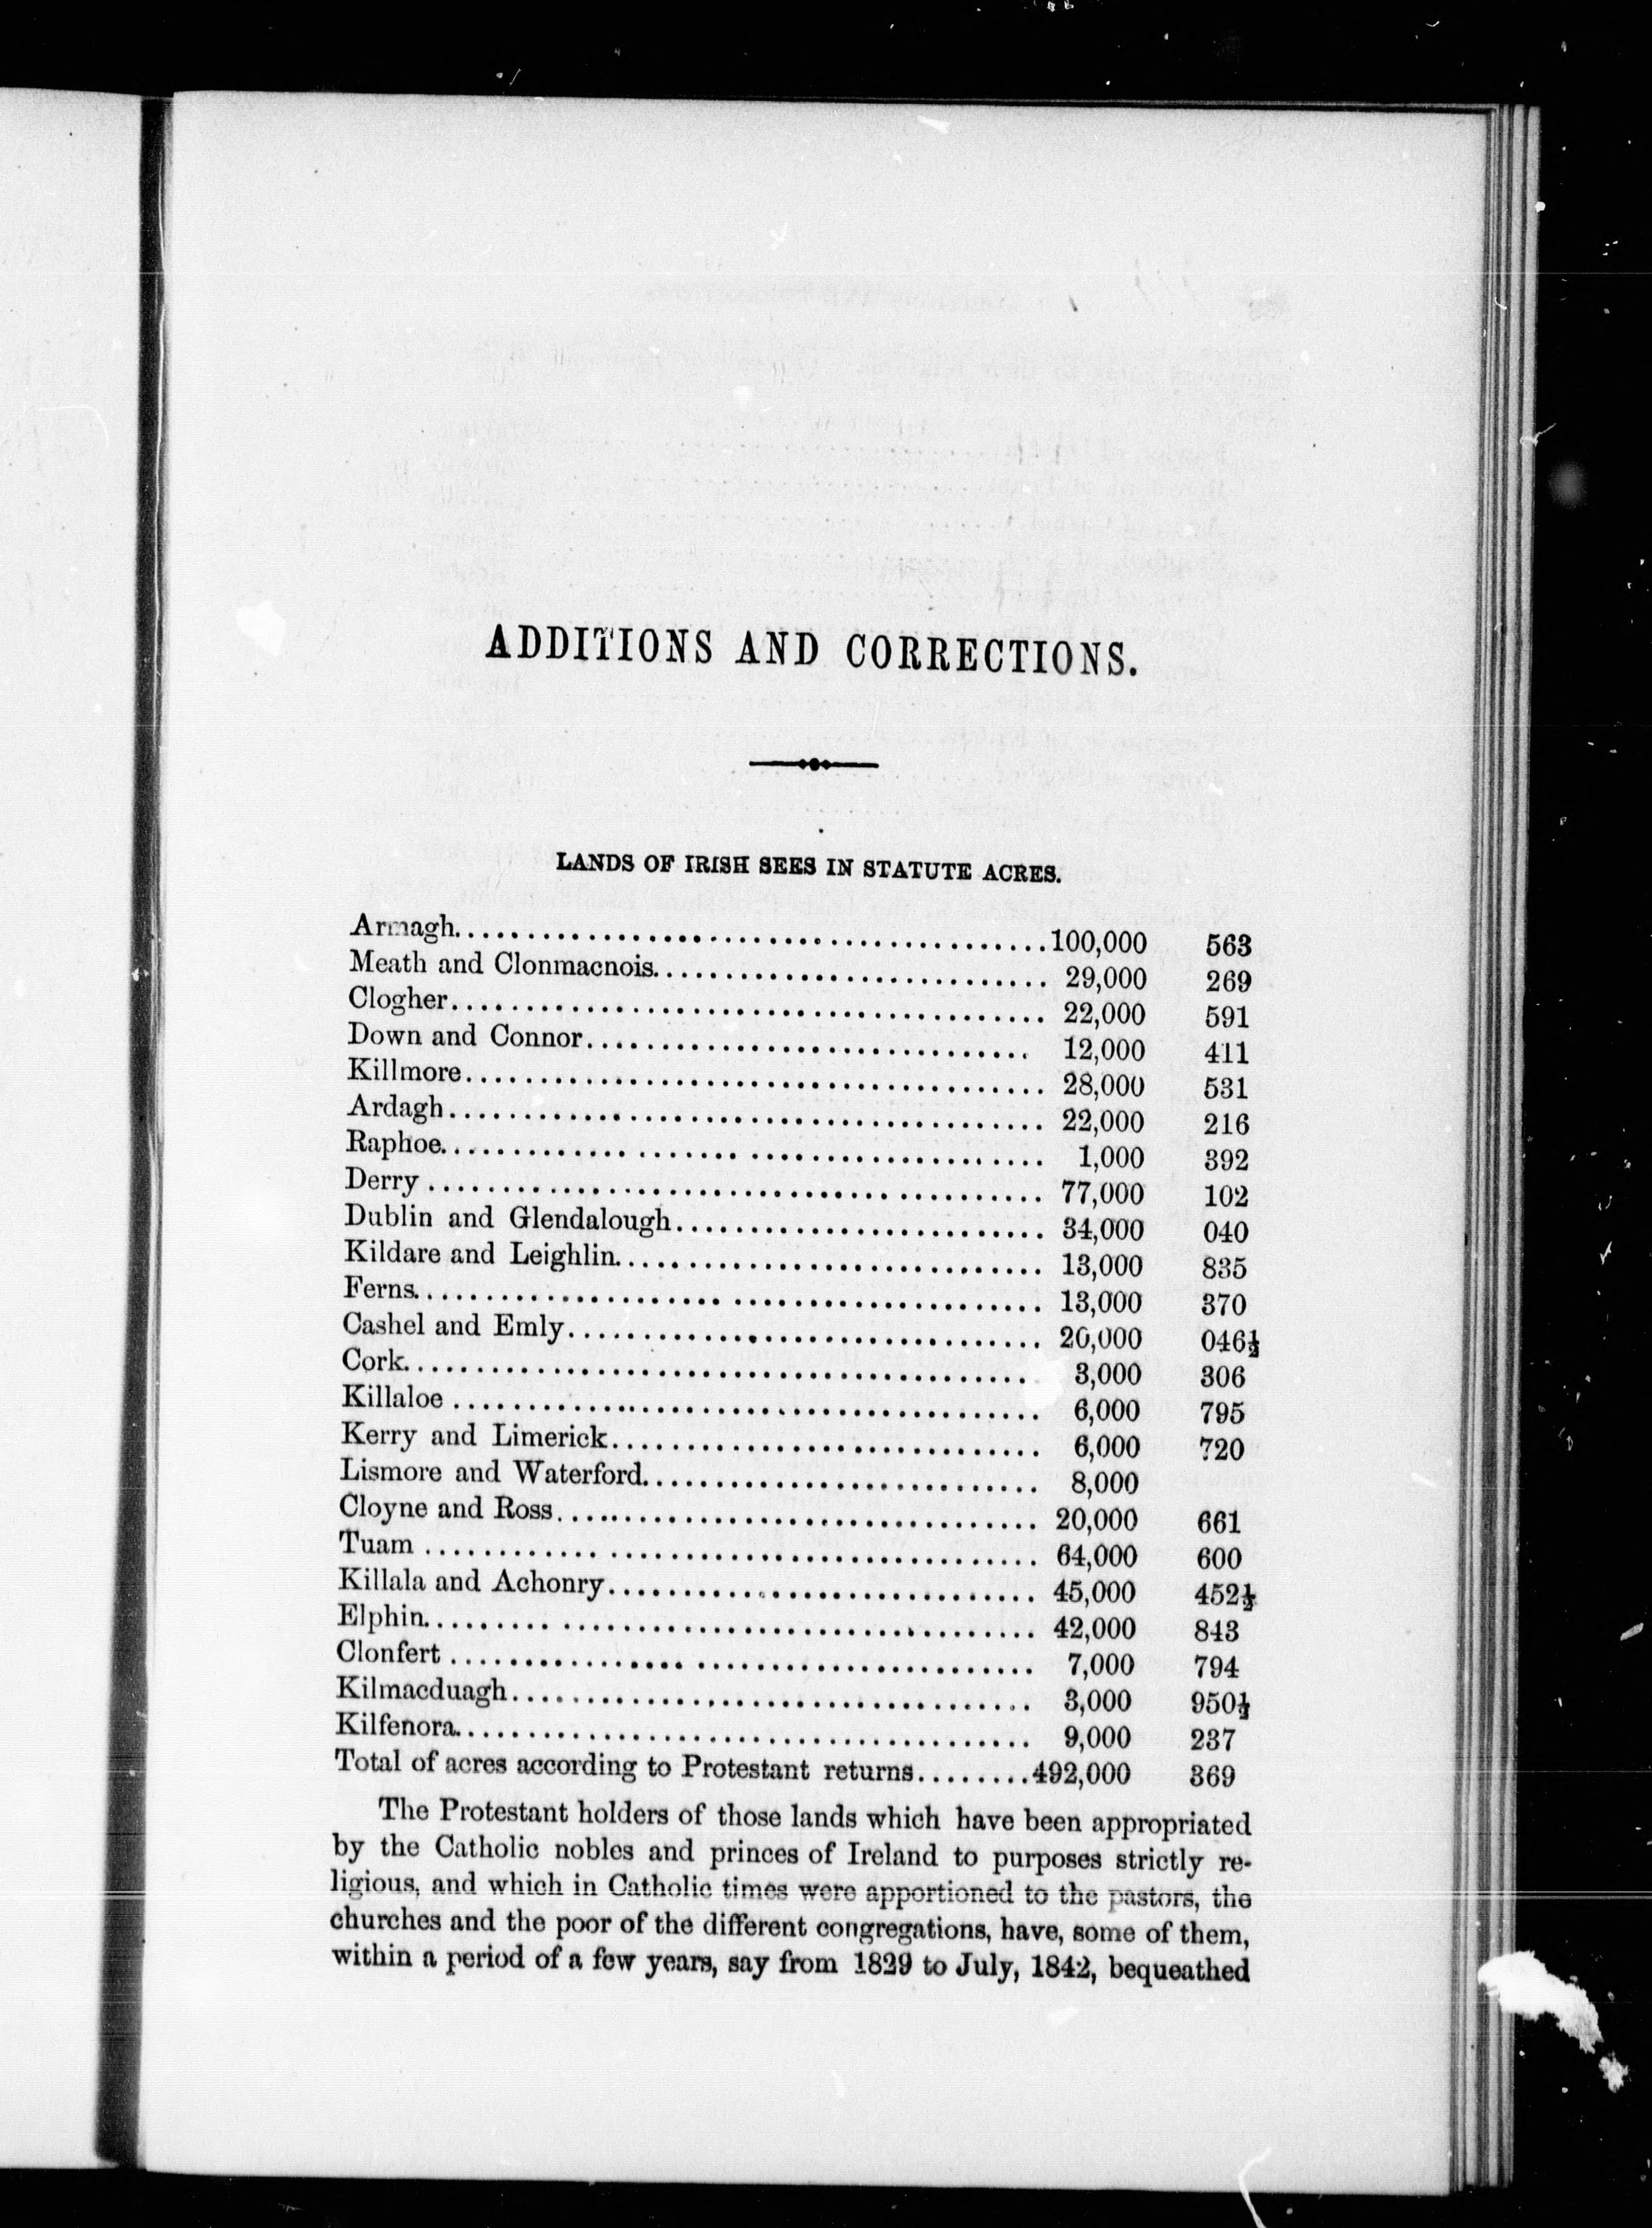 ADDITIONS AND CORRECTIONS.
LANDS OF IRISH SEES IN STATUTE ACRES.
Armagh........................................100,000 563
Meath and Clonmacnois........................... 29,000 269
Clogher........................................ 22,000 591
Down and Connor.............................. 12,000 411
Killmore....................................... 28,000 531
Ardagh........................................ 22,000 216
Raphoe........................................ 1,000 392
Derry ......................................... 77,000 102
Dublin and Glendalough......................... 34,000 040
Kildare and Leighlin............................. 13,000 835
Ferns.......................................... 13,000 370
Cashel and Emly................................ 20,000 046½
Cork.......................................... 3,000 306
Killaloe ........................................ 6,000 795
Kerry and Limerick............................. 6,000 720
Lismore and Waterford........................... 8,000
Cloyne and Ross................................. 20,000 661
Tuam ......................................... 64,000 600
Killala and Achonry............................. 45,000 452½
Elphin......................................... 42,000 843
Clonfert ....................................... 7,000 794
Kilmacduagh................................... 3,000 950½
Kilfenora....................................... 9,000 237
Total of acres according to Protestant returns........492,000 369
The Protestant holders of those lands which have been appropriated
by the Catholic nobles and princes of Ireland to purposes strictly re-
ligious, and which in Catholic times were apportioned to the pastors, the
churches and the poor of the different congregations, have, some of them,
within a period of a few years, say from 1829 to July, 1842, bequeathed